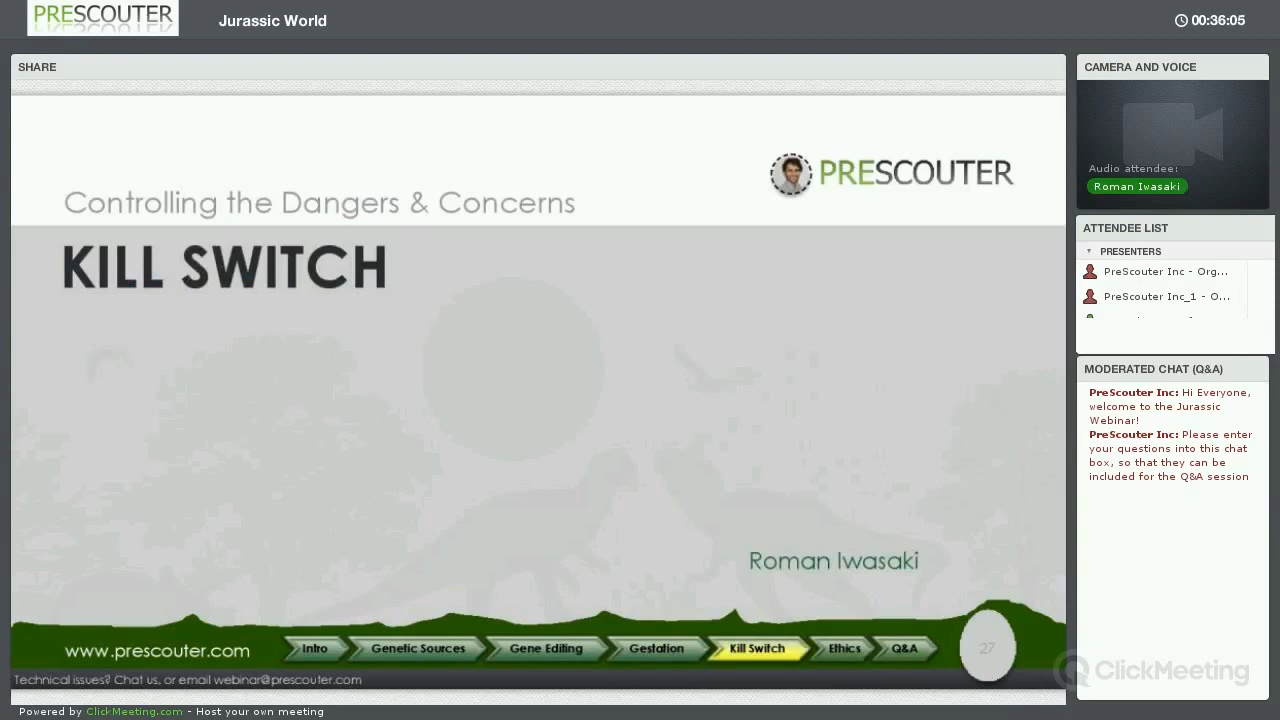 PRESCOUTER
Jurassic World
00:36:05
SHARE
CAMERA AND VOICE
Audio attendee:
Roman Iwasaki
PRESCOUTER
Controlling the Dangers & Concerns
KILL SWITCH
Roman Iwasaki
ATTENDEE LIST
PRESENTERS
PreScouter Inc - Org...
PreScouter Inc_1 - O...
MODERATED CHAT (Q&A)
PreScouter Inc: Hi Everyone,
welcome to the Jurassic
Webinar!
PreScouter Inc: Please enter
your questions into this chat
box, so that they can be
included for the Q&A session
www.prescouter.com
Intro
Genetic Sources
Gene Editing
Gestation
Kill Switch
Ethics
Q&A
27
ClickMeeting
Technical issues? Chat us, or email webinar@prescouter.com
Powered by ClickMeeting.com - Host your own meeting